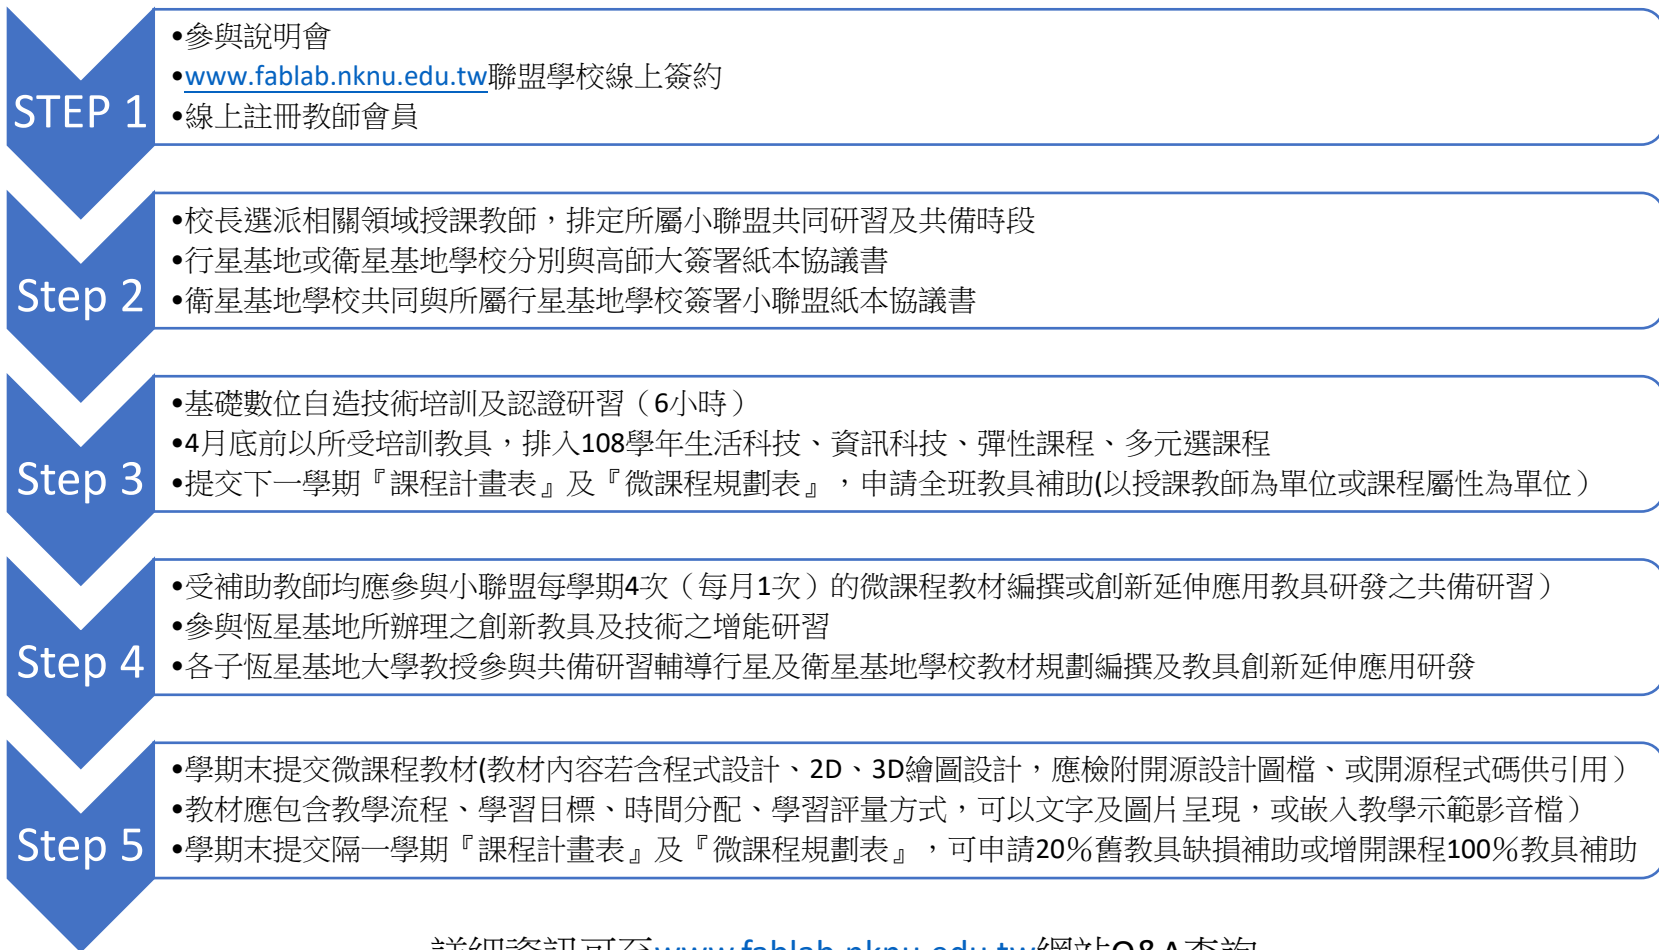 STEP 1
•參與說明會
•www.fablab.nknu.edu.tw聯盟學校線上簽約
•線上註冊教師會員
Step 2
•校長選派相關領域授課教師，排定所屬小聯盟共同研習及共備時段
•行星基地或衛星基地學校分別與高師大簽署紙本協議書
•衛星基地學校共同與所屬行星基地學校簽署小聯盟紙本協議書
Step 3
•基礎數位自造技術培訓及認證研習（6小時）
•4月底前以所受培訓教具，排入108學年生活科技、資訊科技、彈性課程、多元選課程
•提交下一學期『課程計畫表』及『微課程規劃表』，申請全班教具補助(以授課教師為單位或課程屬性為單位）
Step 4
•受補助教師均應參與小聯盟每學期4次（每月1次）的微課程教材編撰或創新延伸應用教具研發之共備研習）
•參與恆星基地所辦理之創新教具及技術之增能研習
•各子恆星基地大學教授參與共備研習輔導行星及衛星基地學校教材規劃編撰及教具創新延伸應用研發
Step 5
•學期末提交微課程教材(教材內容若含程式設計、2D、3D繪圖設計，應檢附開源設計圖檔、或開源程式碼供引用）
•教材應包含教學流程、學習目標、時間分配、學習評量方式，可以文字及圖片呈現，或嵌入教學示範影音檔）
•學期末提交隔一學期『課程計畫表』及『微課程規劃表』，可申請20％舊教具缺損補助或增開課程100％教具補助
詳細資訊可至www.fablab.nknu.edu.tw網站Q&A查詢